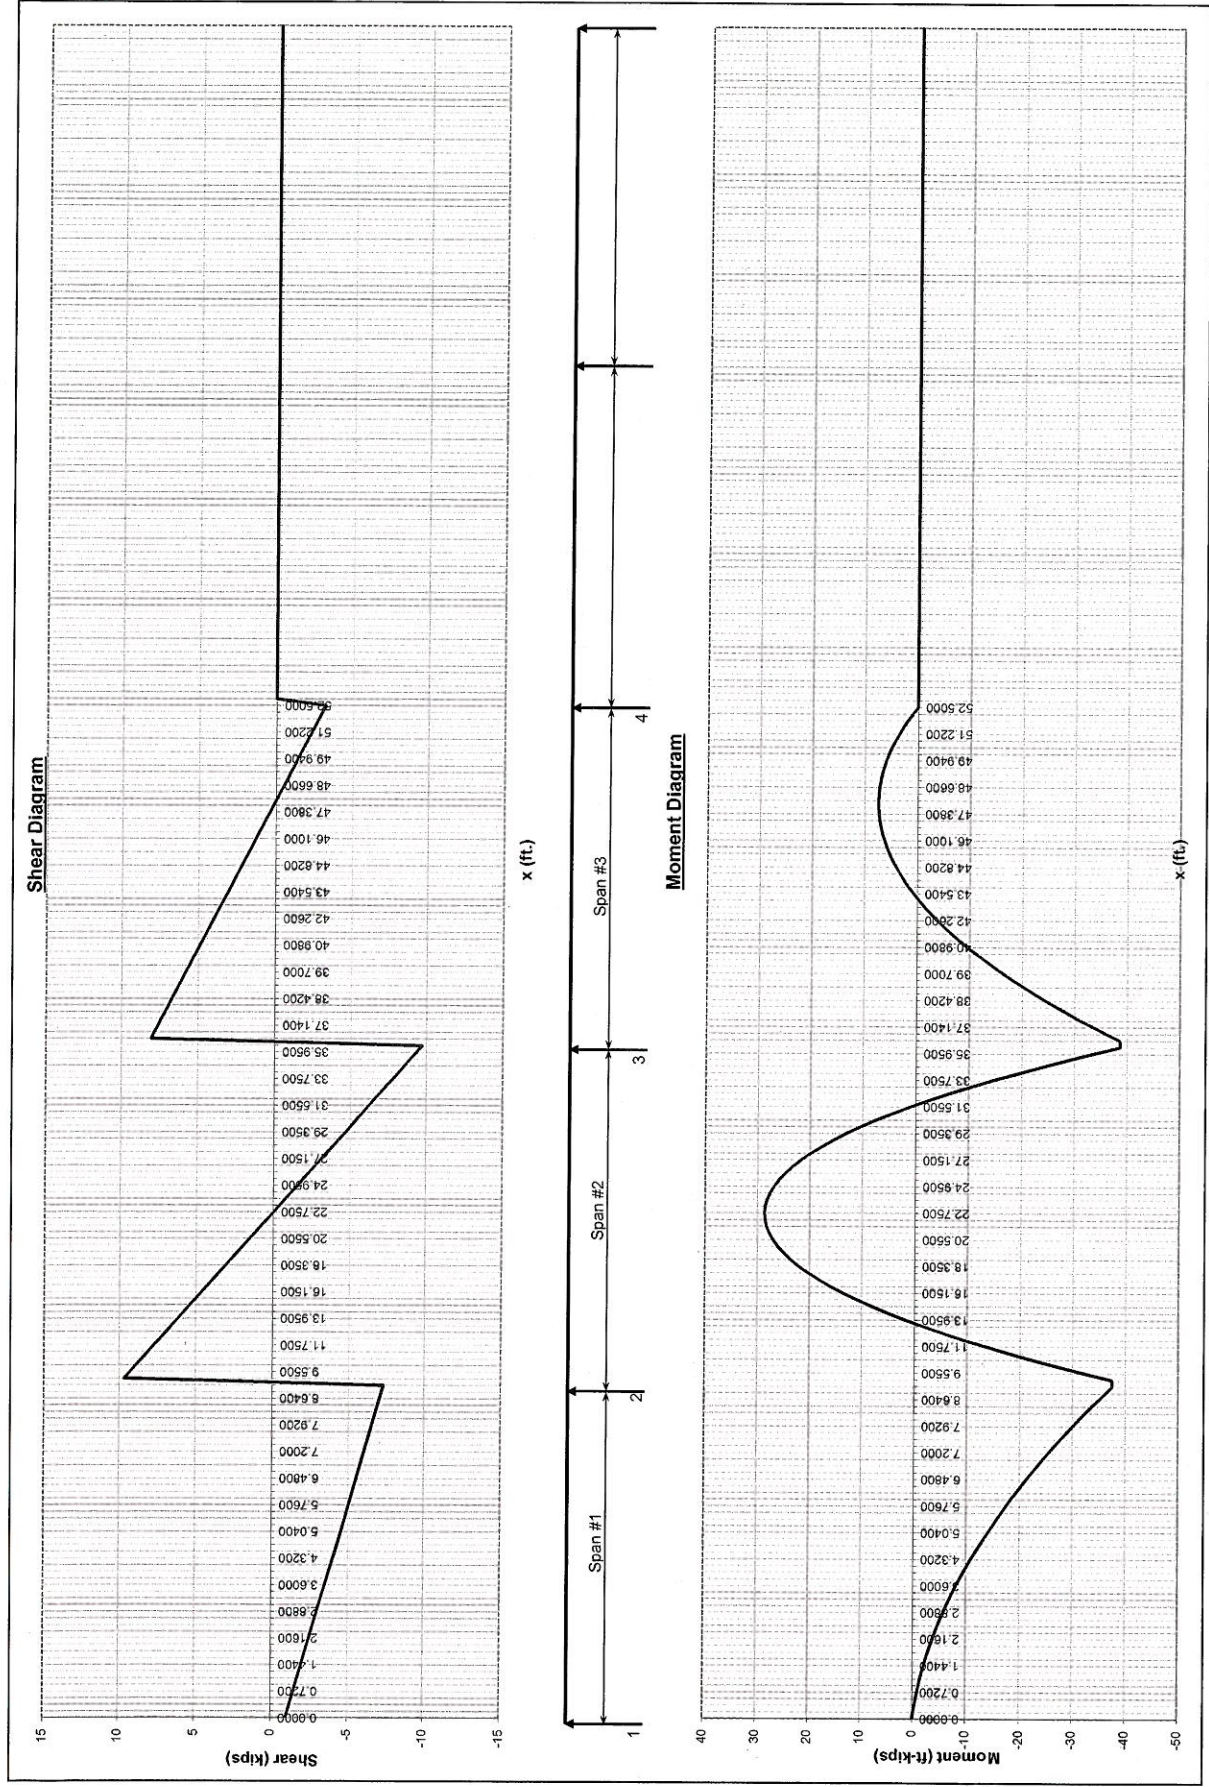 Shear Diagram
Shear (kips)
15
10
5
0
-5
-10
-15
0.0000 0.7200 1.4400 2.1600 2.8800 3.6000 4.3200 5.0400 5.7600 6.4800 7.2000 7.9200 8.6400 9.5500 11.7500 13.9500 16.1500 18.3500 20.5500 22.7500 24.9500 27.1500 29.3500 31.5500 33.7500 35.9500 37.1400 38.4200 39.7000 40.9800 42.2600 43.5400 44.8200 46.1000 47.3800 48.6600 49.9400 51.2200 52.5000
x (ft.)
Span #1 Span #2 Span #3
1 2 3 4
Moment Diagram
Moment (ft-kips)
40
30
20
10
0
-10
-20
-30
-40
-50
0.0000 0.7200 1.4400 2.1600 2.8800 3.6000 4.3200 5.0400 5.7600 6.4800 7.2000 7.9200 8.6400 9.5500 11.7500 13.9500 16.1500 18.3500 20.5500 22.7500 24.9500 27.1500 29.3500 31.5500 33.7500 35.9500 37.1400 38.4200 39.7000 40.9800 42.2600 43.5400 44.8200 46.1000 47.3800 48.6600 49.9400 51.2200 52.5000
x (ft.)